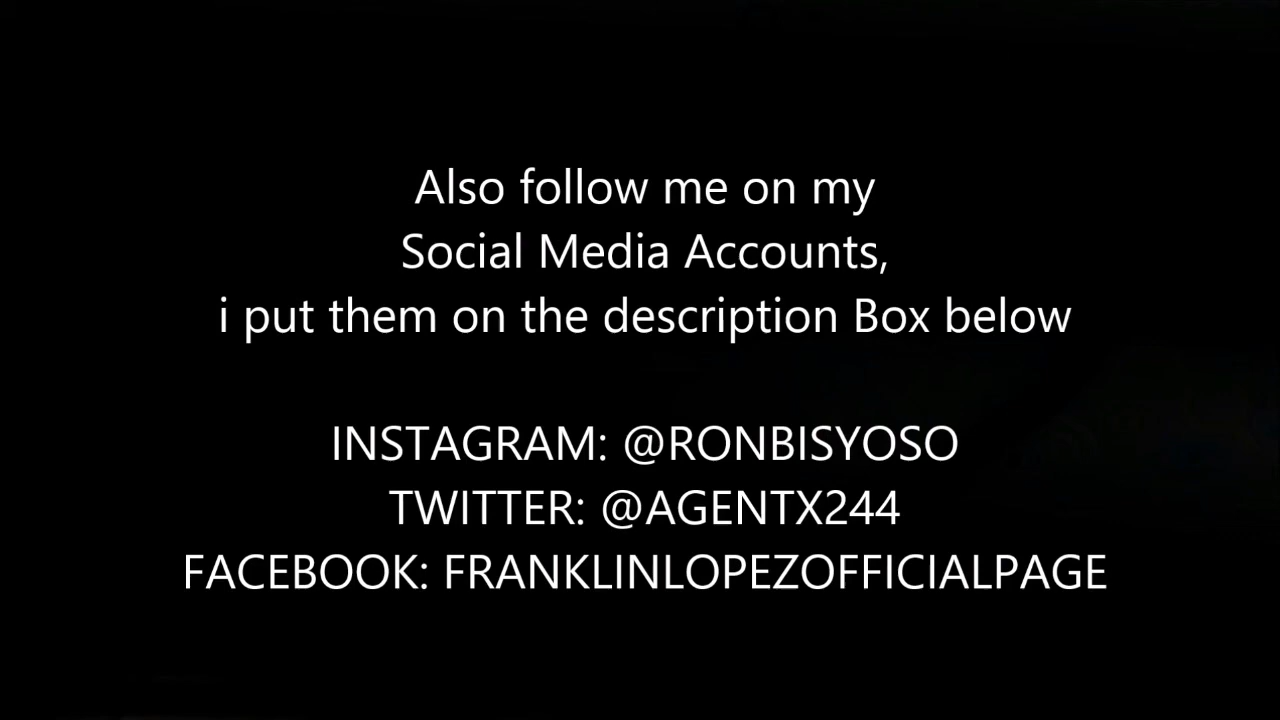 Also follow me on my
Social Media Accounts,
i put them on the description Box below
INSTAGRAM: @RONBISYOSO
TWITTER: @AGENTX244
FACEBOOK: FRANKLINLOPEZOFFICIALPAGE